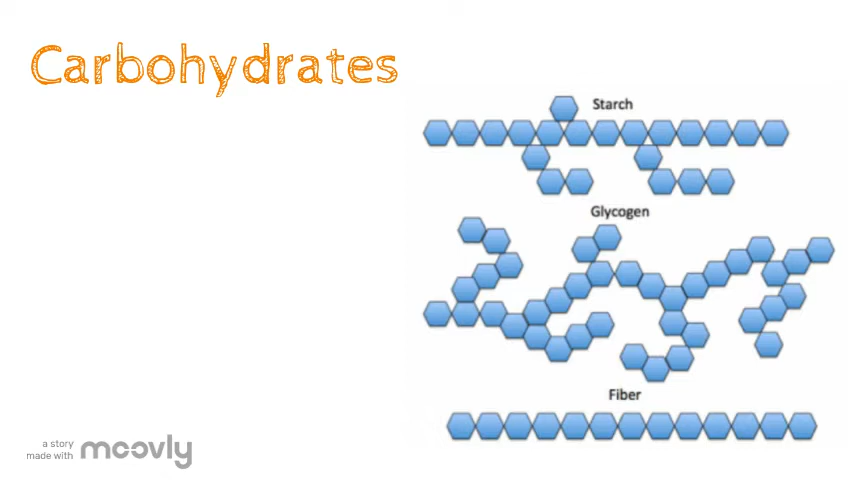 Carbohydrates
Starch
Glycogen
Fiber
a story
made with
moovly